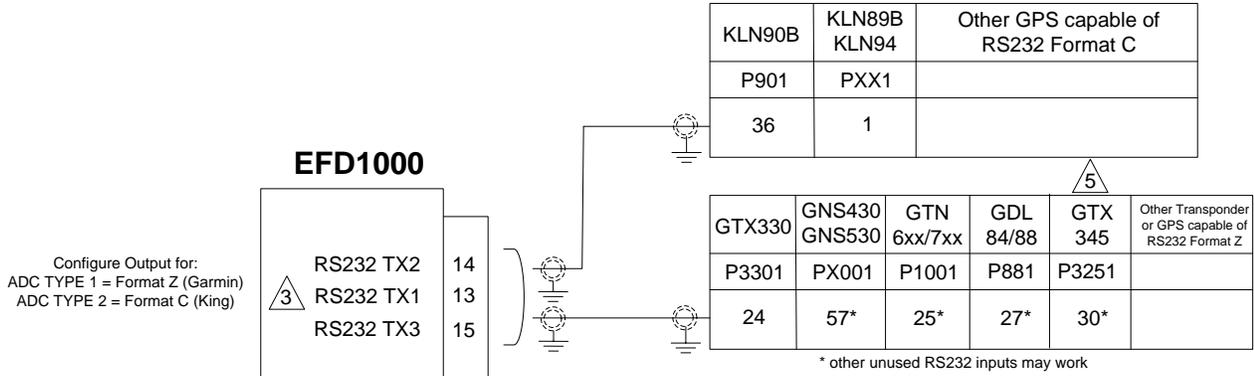 KLN90B KLN89B KLN94 Other GPS capable of RS232 Format C
P901 PXX1
36 1
EFD1000
5
GTX330 GNS430 GNS530 GTN 6xx/7xx GDL 84/88 GTX 345 Other Transponder or GPS capable of RS232 Format Z
P3301 PX001 P1001 P881 P3251
24 57* 25* 27* 30*
* other unused RS232 inputs may work
Configure Output for:
ADC TYPE 1 = Format Z (Garmin)
ADC TYPE 2 = Format C (King)
3
RS232 TX2 14
RS232 TX1 13
RS232 TX3 15